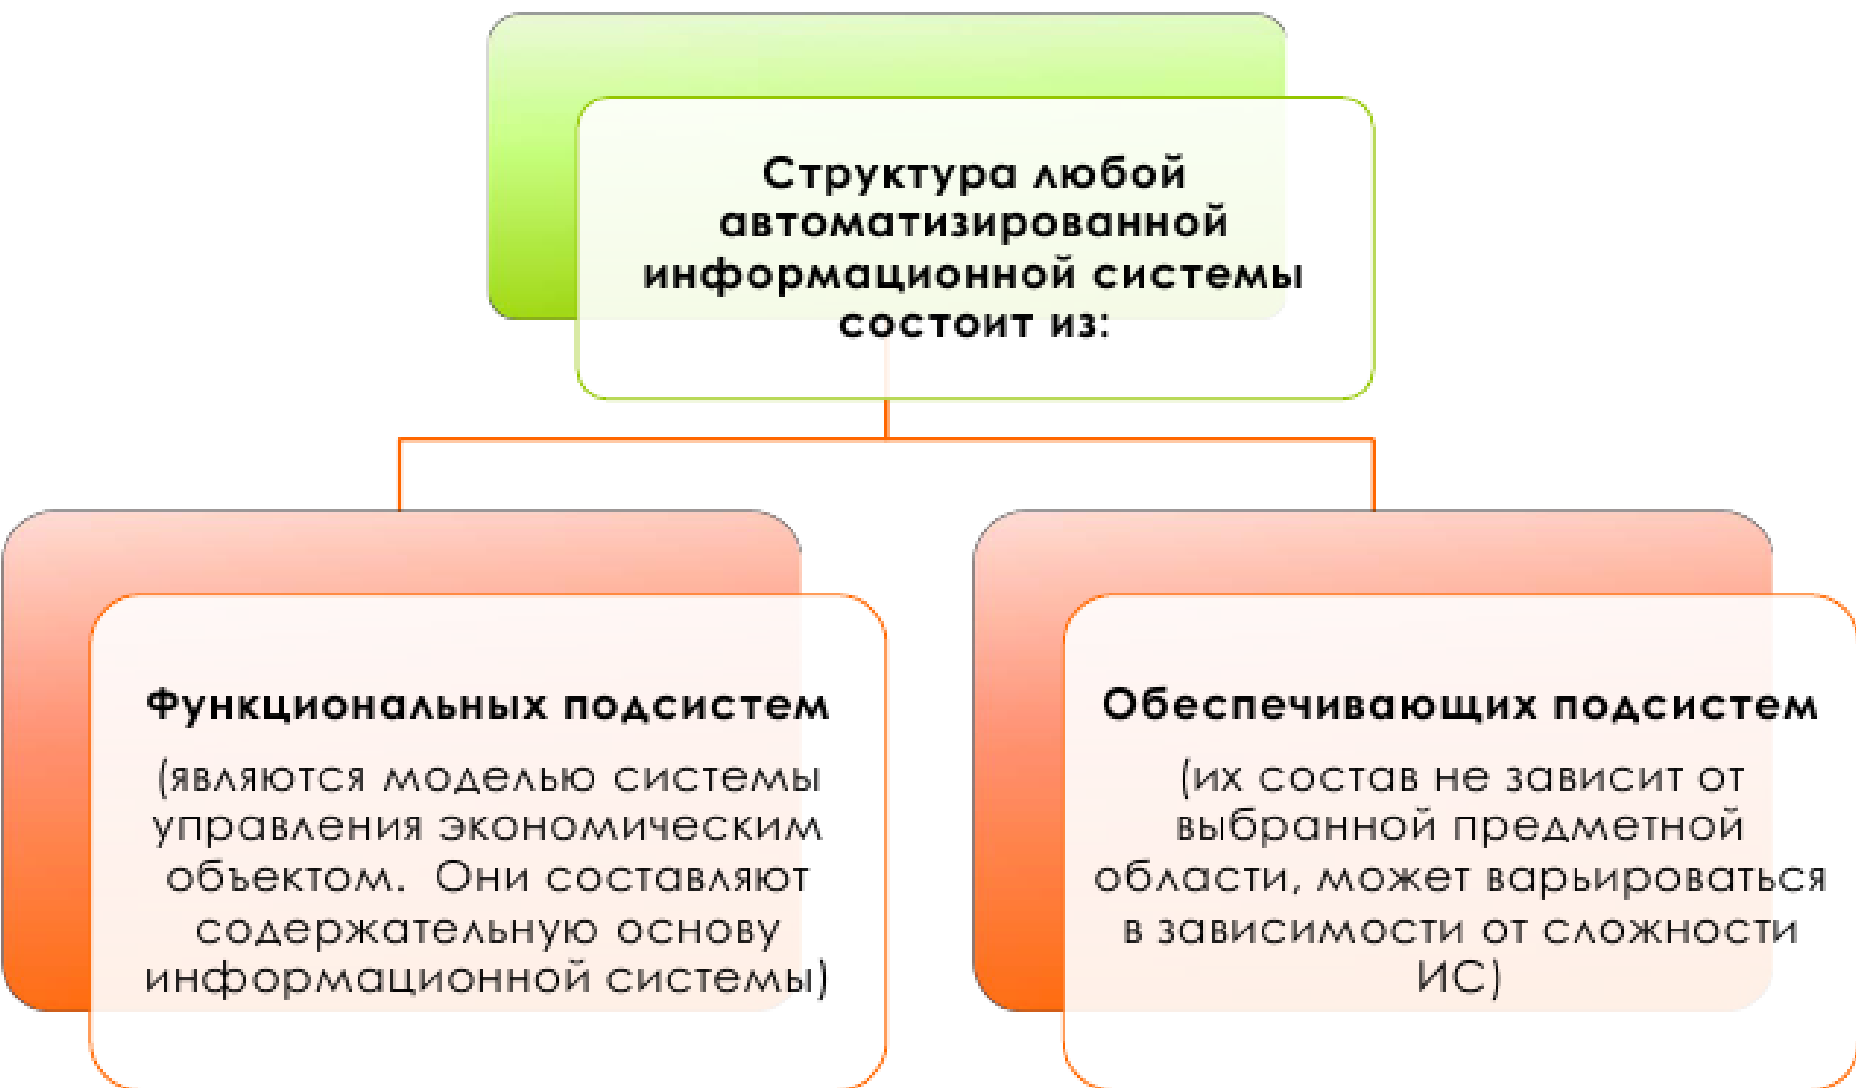 Структура любой
автоматизированной
информационной системы
состоит из:
Функциональных подсистем
(являются моделью системы
управления экономическим
объектом.  Они составляют
содержательную основу
информационной системы)
Обеспечивающих подсистем
(их состав не зависит от
выбранной предметной
области, может варьироваться
в зависимости от сложности
ИС)